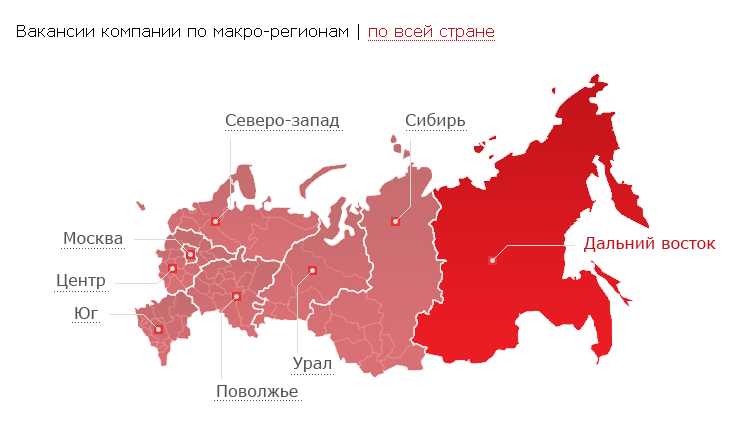 Вакансии компании по макро-регионам | по всей стране
Северо-запад
Сибирь
Москва
Дальний восток
Центр
Юг
Урал
Поволжье